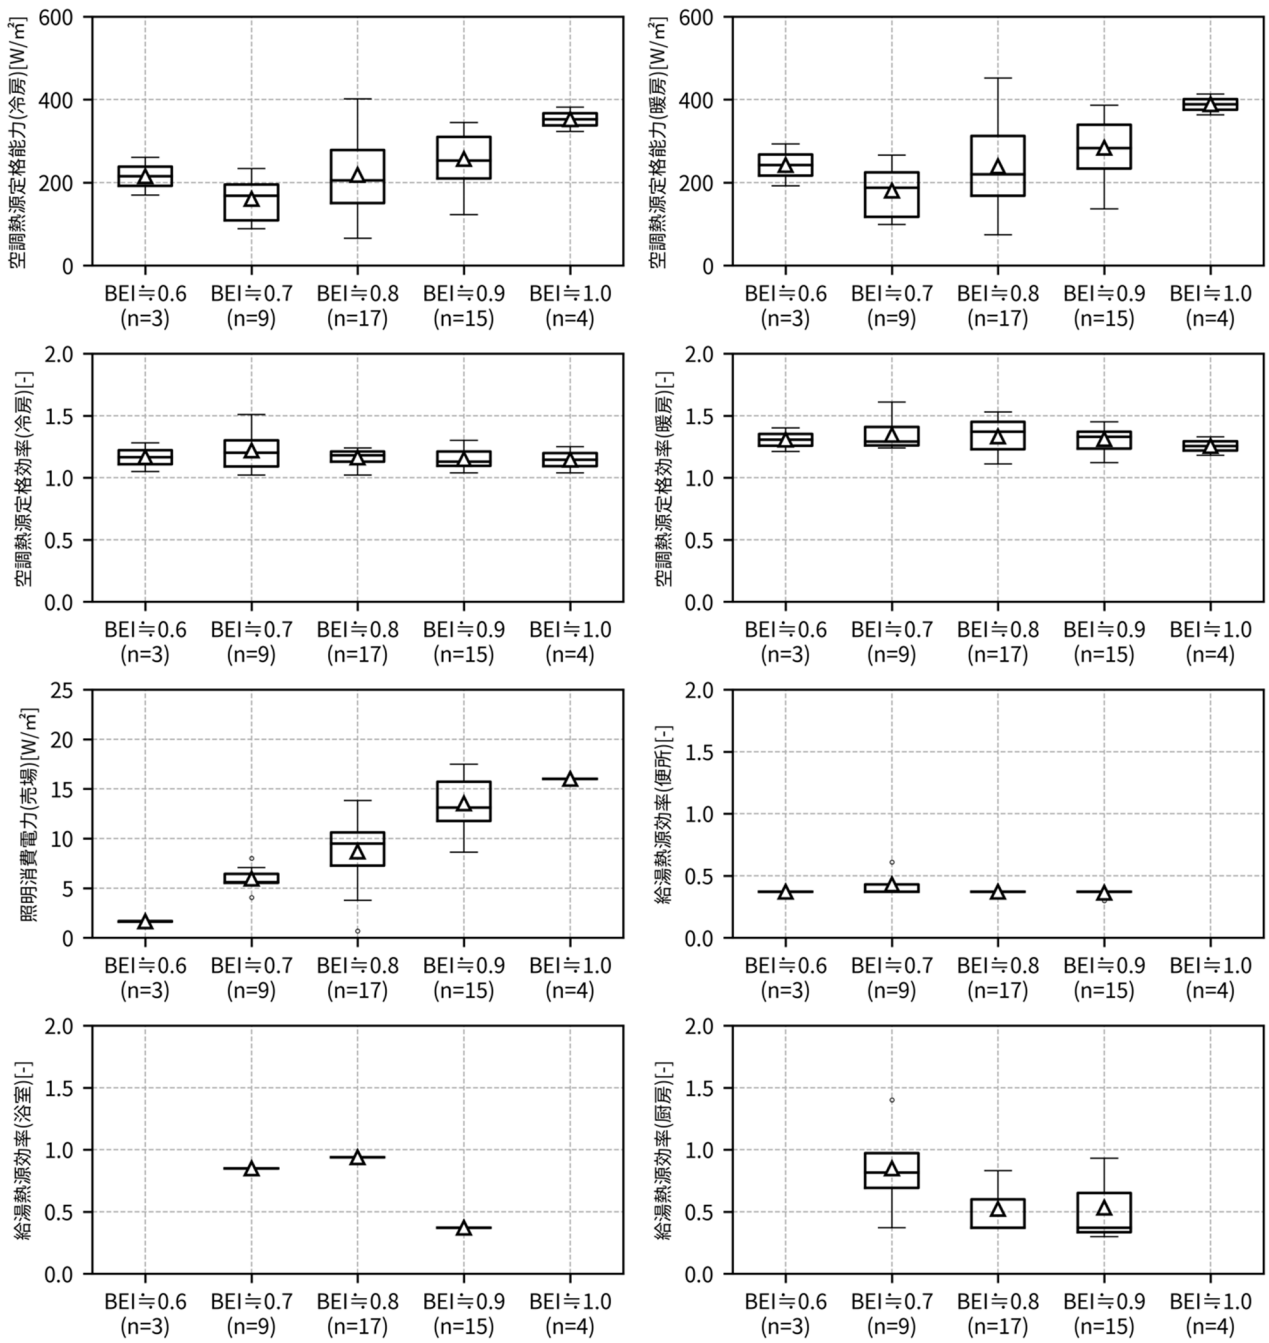 空調熱源定格能力(冷房)[W/㎡]
600
400
200
0
BEI≒0.6 BEI≒0.7 BEI≒0.8 BEI≒0.9 BEI≒1.0
(n=3) (n=9) (n=17) (n=15) (n=4)
空調熱源定格能力(暖房)[W/㎡]
600
400
200
0
BEI≒0.6 BEI≒0.7 BEI≒0.8 BEI≒0.9 BEI≒1.0
(n=3) (n=9) (n=17) (n=15) (n=4)
空調熱源定格効率(冷房)[-]
2.0
1.5
1.0
0.5
0.0
BEI≒0.6 BEI≒0.7 BEI≒0.8 BEI≒0.9 BEI≒1.0
(n=3) (n=9) (n=17) (n=15) (n=4)
空調熱源定格効率(暖房)[-]
2.0
1.5
1.0
0.5
0.0
BEI≒0.6 BEI≒0.7 BEI≒0.8 BEI≒0.9 BEI≒1.0
(n=3) (n=9) (n=17) (n=15) (n=4)
照明消費電力(売場)[W/㎡]
25
20
15
10
5
0
BEI≒0.6 BEI≒0.7 BEI≒0.8 BEI≒0.9 BEI≒1.0
(n=3) (n=9) (n=17) (n=15) (n=4)
給湯熱源効率(便所)[-]
2.0
1.5
1.0
0.5
0.0
BEI≒0.6 BEI≒0.7 BEI≒0.8 BEI≒0.9 BEI≒1.0
(n=3) (n=9) (n=17) (n=15) (n=4)
給湯熱源効率(浴室)[-]
2.0
1.5
1.0
0.5
0.0
BEI≒0.6 BEI≒0.7 BEI≒0.8 BEI≒0.9 BEI≒1.0
(n=3) (n=9) (n=17) (n=15) (n=4)
給湯熱源効率(厨房)[-]
2.0
1.5
1.0
0.5
0.0
BEI≒0.6 BEI≒0.7 BEI≒0.8 BEI≒0.9 BEI≒1.0
(n=3) (n=9) (n=17) (n=15) (n=4)